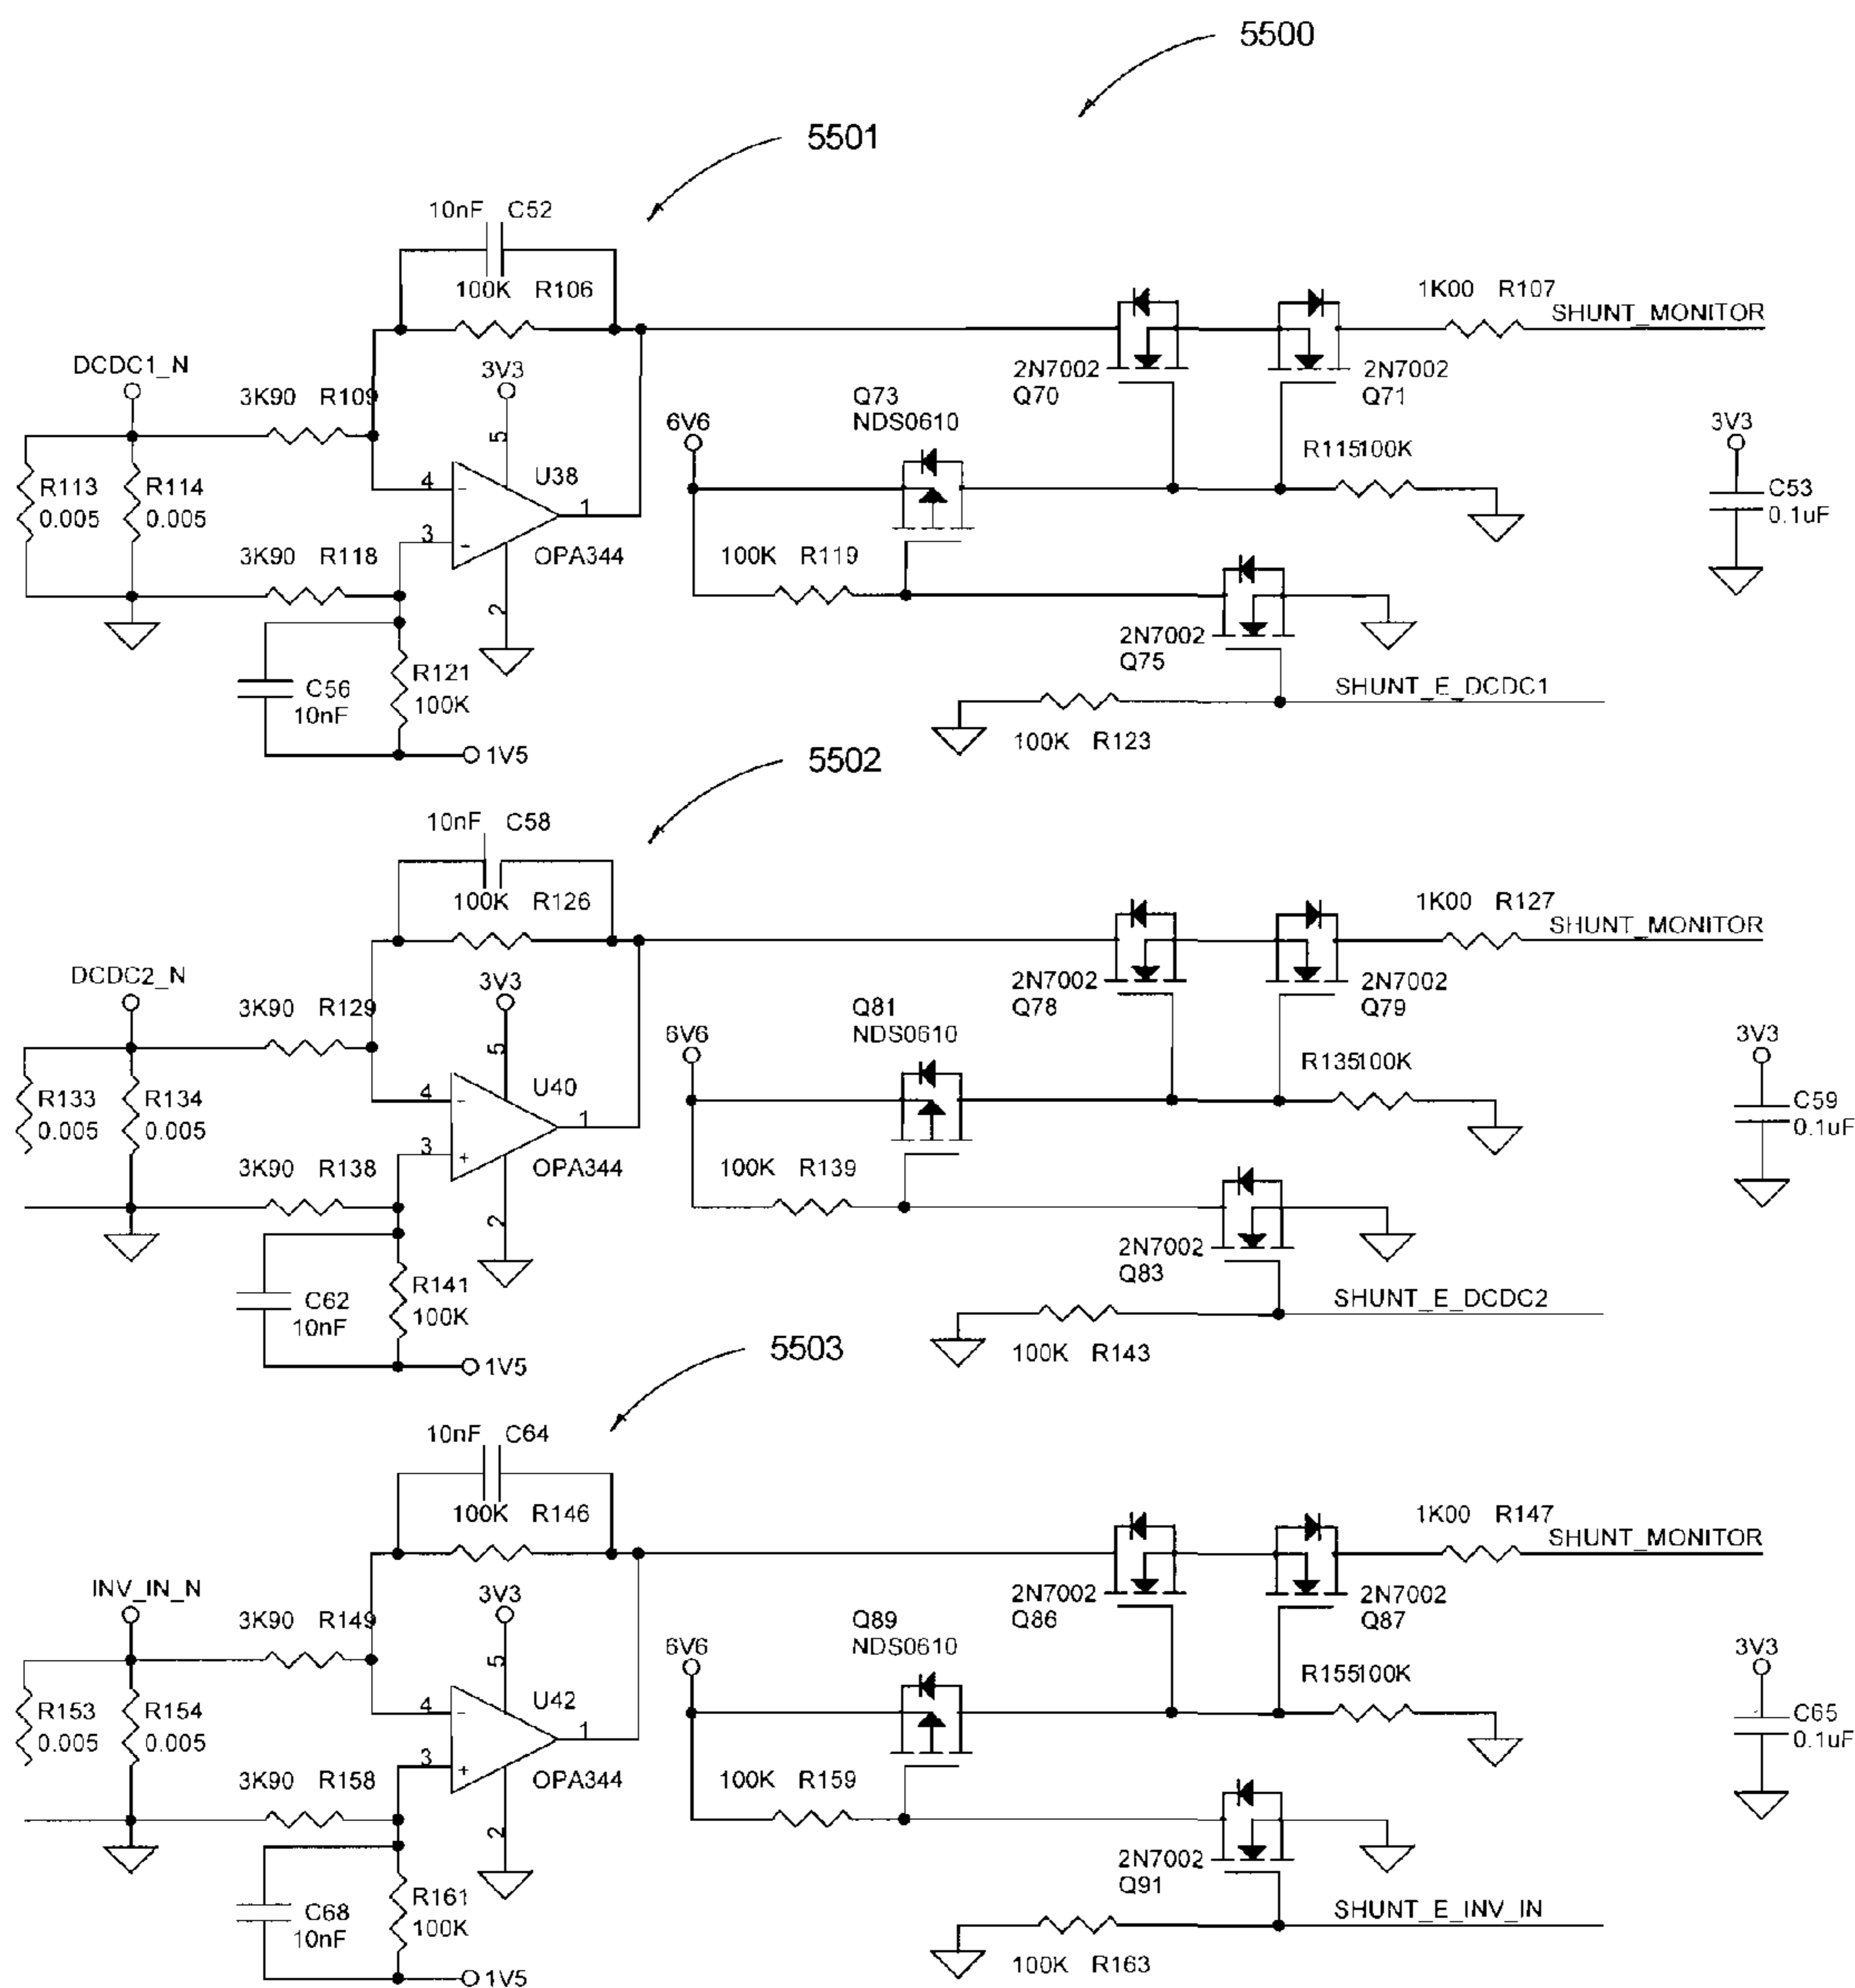 5500
5501
10nF C52
100K R106
1K00 R107
SHUNT_MONITOR
DCDC1_N
3K90 R109
3V3
5
2N7002
Q70
2N7002
Q71
Q73
NDS0610
6V6
3V3
R113
0.005
R114
0.005
4
-
U38
1
R115 100K
C53
0.1uF
3
-
OPA344
3K90 R118
100K R119
2
2N7002
Q75
R121
100K
C56
10nF
SHUNT_E_DCDC1
100K R123
1V5
5502
10nF C58
100K R126
1K00 R127
SHUNT_MONITOR
DCDC2_N
3K90 R129
3V3
5
2N7002
Q78
2N7002
Q79
Q81
NDS0610
6V6
3V3
R133
0.005
R134
0.005
4
-
U40
1
R135 100K
C59
0.1uF
3
+
OPA344
3K90 R138
100K R139
2
2N7002
Q83
R141
100K
C62
10nF
SHUNT_E_DCDC2
100K R143
1V5
5503
10nF C64
100K R146
1K00 R147
SHUNT_MONITOR
INV_IN_N
3K90 R149
3V3
5
2N7002
Q86
2N7002
Q87
Q89
NDS0610
6V6
3V3
R153
0.005
R154
0.005
4
-
U42
1
R155 100K
C65
0.1uF
3
+
OPA344
3K90 R158
100K R159
2
2N7002
Q91
R161
100K
C68
10nF
SHUNT_E_INV_IN
100K R163
1V5